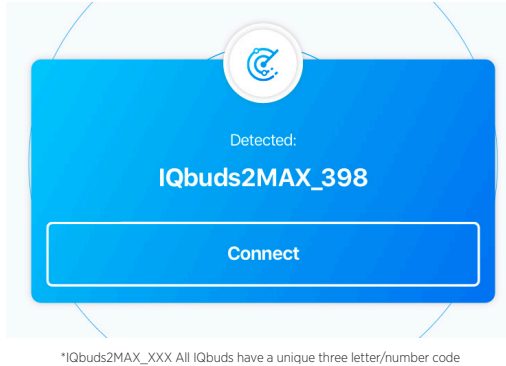 Detected:
IQbuds2MAX_398
Connect
*IQbuds2MAX_XXX All IQbuds have a unique three letter/number code